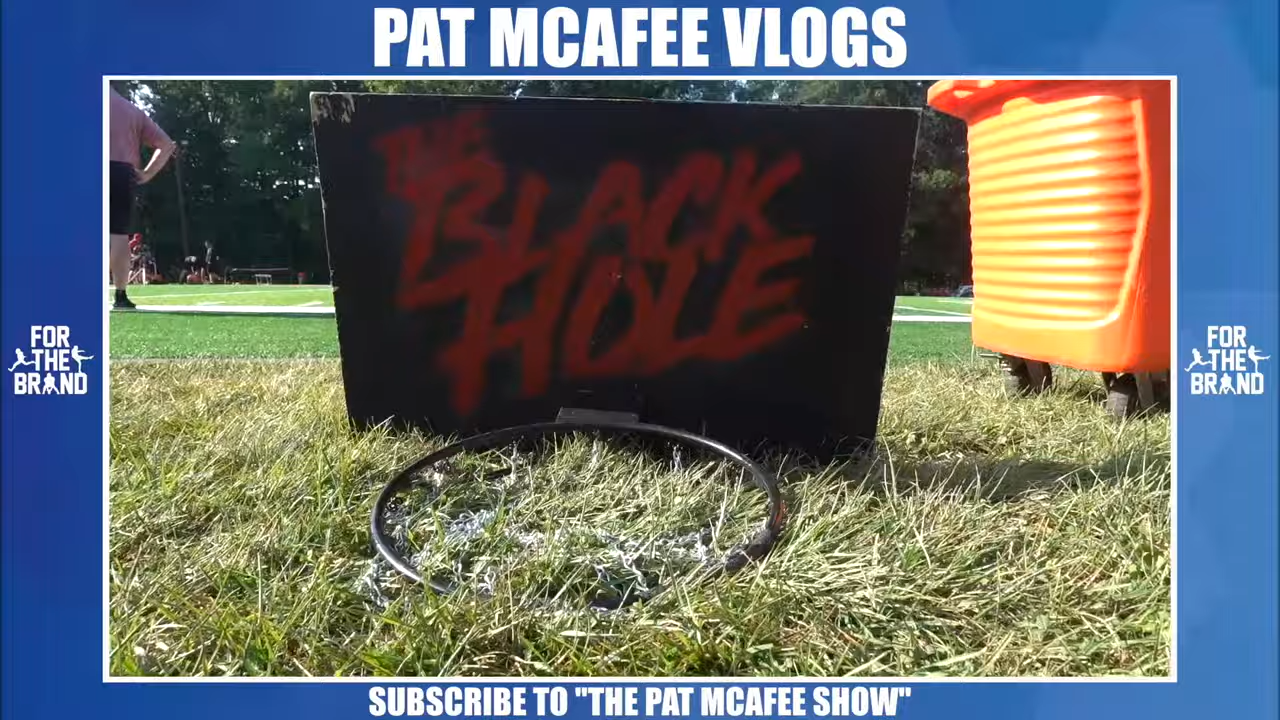 PAT MCAFEE VLOGS
THE
BLACK
HOLE
FOR
THE
BRAND
FOR
THE
BRAND
SUBSCRIBE TO "THE PAT MCAFEE SHOW"